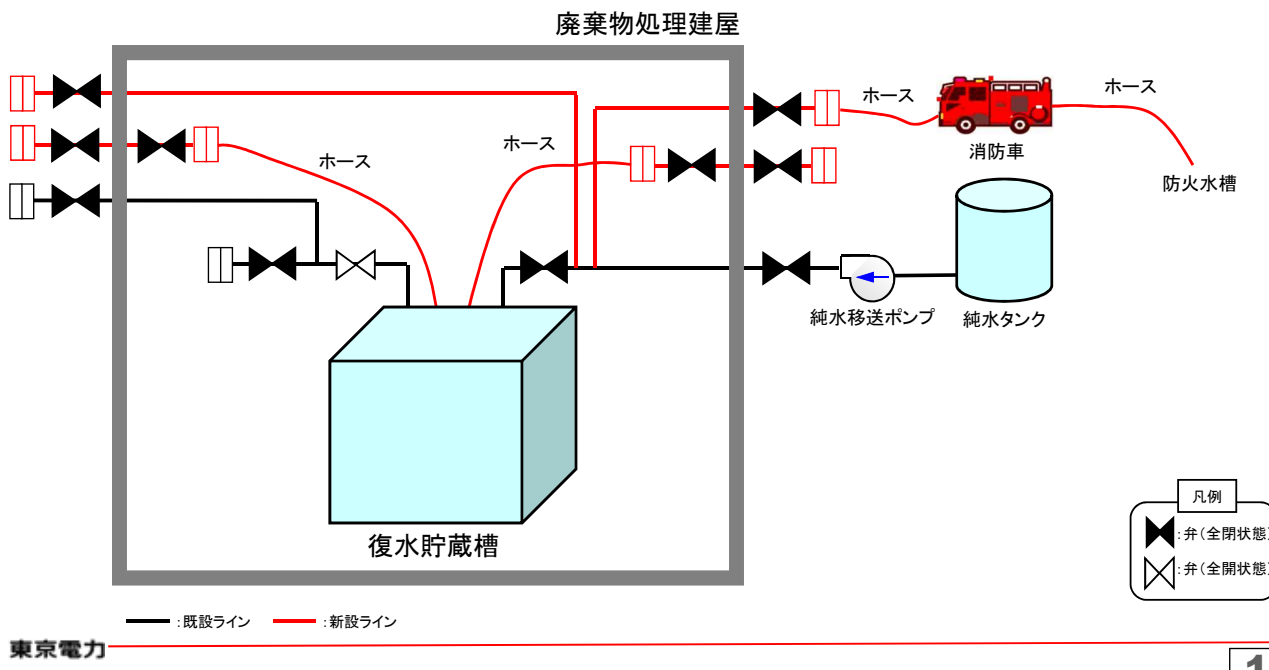 廃棄物処理建屋
ホース
ホース
ホース
ホース
消防車
防火水槽
純水移送ポンプ
純水タンク
復水貯蔵槽
凡例
:弁(全閉状態)
:弁(全開状態)
:既設ライン
:新設ライン
東京電力
1